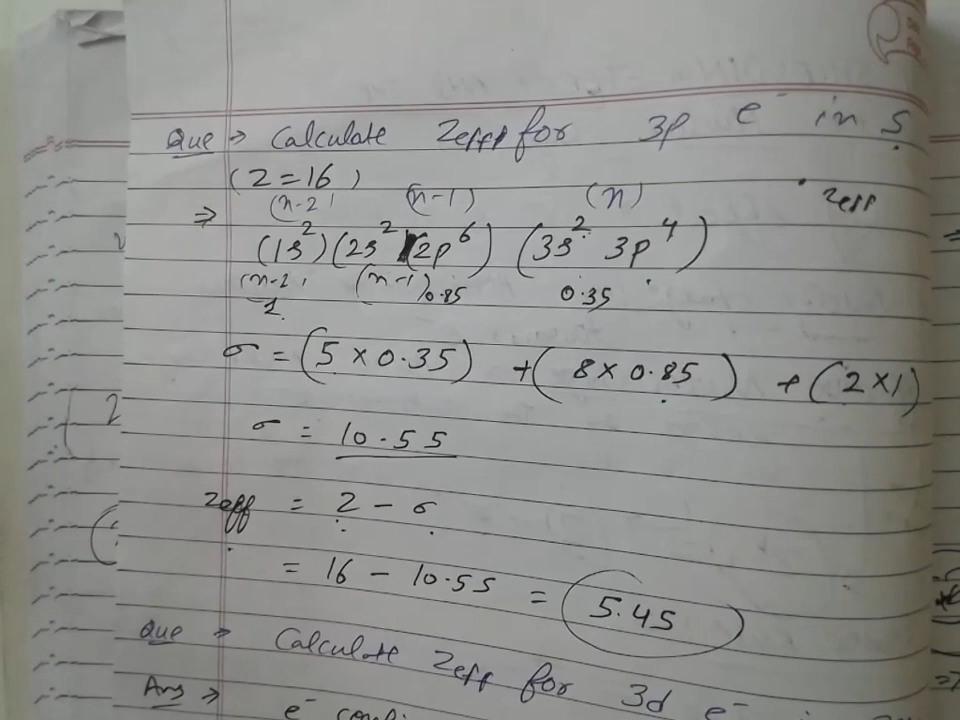 Que → Calculate Zeff for 3p e⁻ in S.
(Z=16)
(n-2) (n-1) (n) Zeff
⇒ (1s²)(2s² 2p⁶) (3s² 3p⁴)
(n-2) (n-1)0.85 0.35
1
σ = (5 × 0.35) + (8 × 0.85) + (2×1)
σ = 10.55
Zeff = Z - σ
= 16 - 10.55 = 5.45
Que → Calculate Zeff for 3d e⁻ in
Ans → e⁻ confi